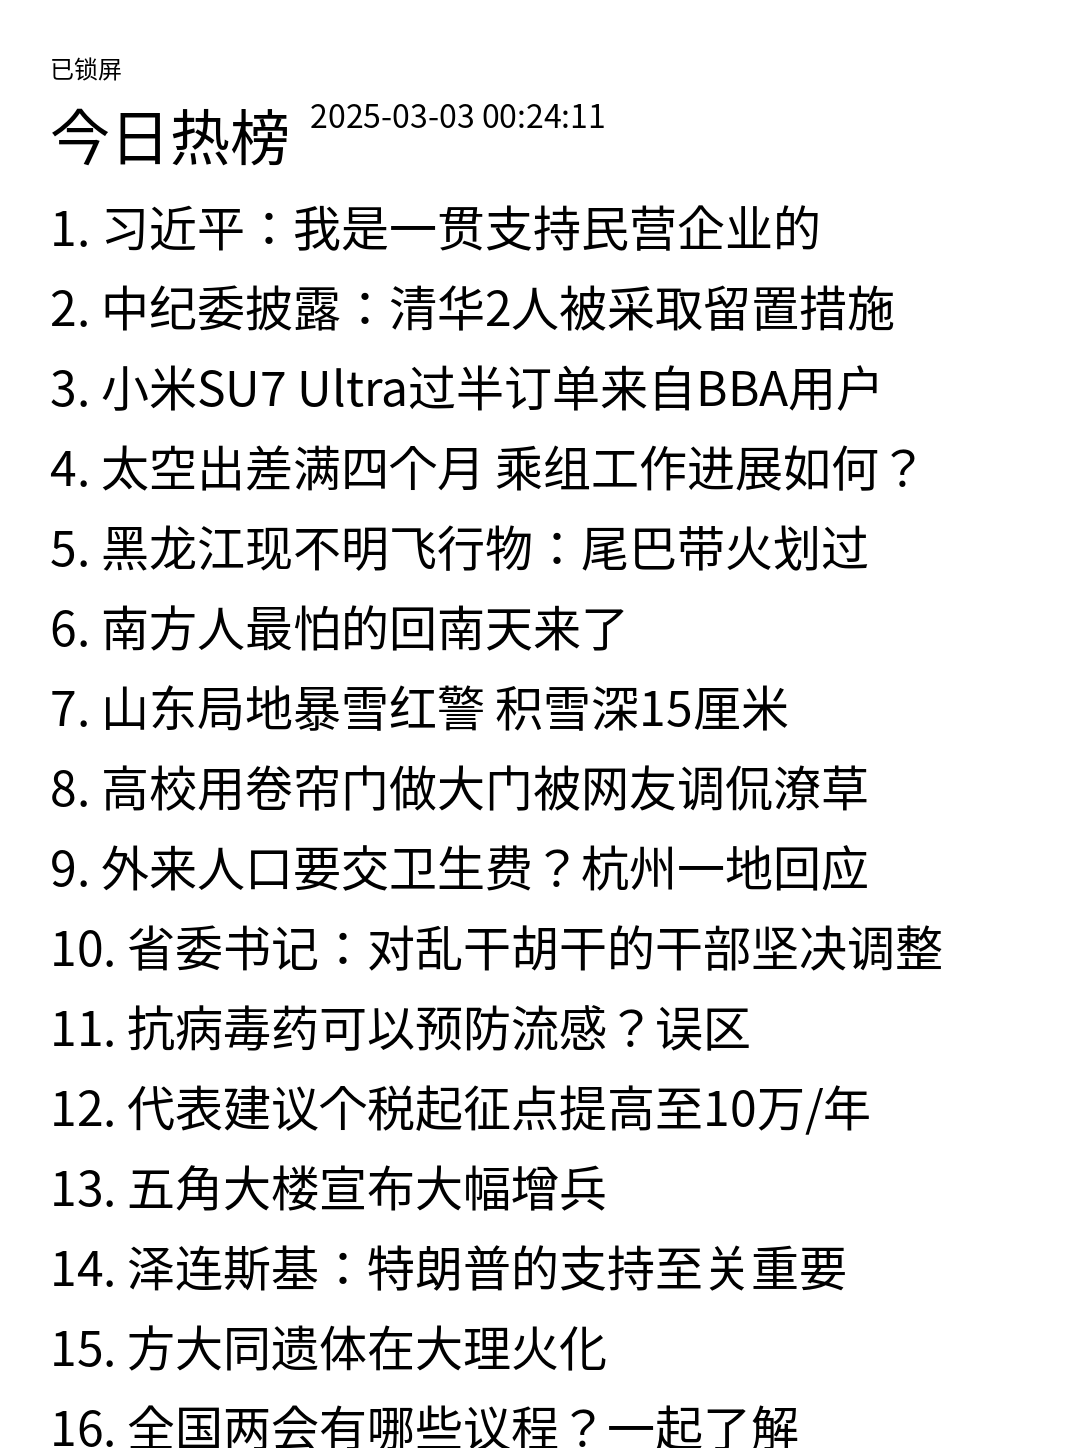 已锁屏
今日热榜 2025-03-03 00:24:11
1. 习近平：我是一贯支持民营企业的
2. 中纪委披露：清华2人被采取留置措施
3. 小米SU7 Ultra过半订单来自BBA用户
4. 太空出差满四个月 乘组工作进展如何？
5. 黑龙江现不明飞行物：尾巴带火划过
6. 南方人最怕的回南天来了
7. 山东局地暴雪红警 积雪深15厘米
8. 高校用卷帘门做大门被网友调侃潦草
9. 外来人口要交卫生费？杭州一地回应
10. 省委书记：对乱干胡干的干部坚决调整
11. 抗病毒药可以预防流感？误区
12. 代表建议个税起征点提高至10万/年
13. 五角大楼宣布大幅增兵
14. 泽连斯基：特朗普的支持至关重要
15. 方大同遗体在大理火化
16. 全国两会有哪些议程？一起了解